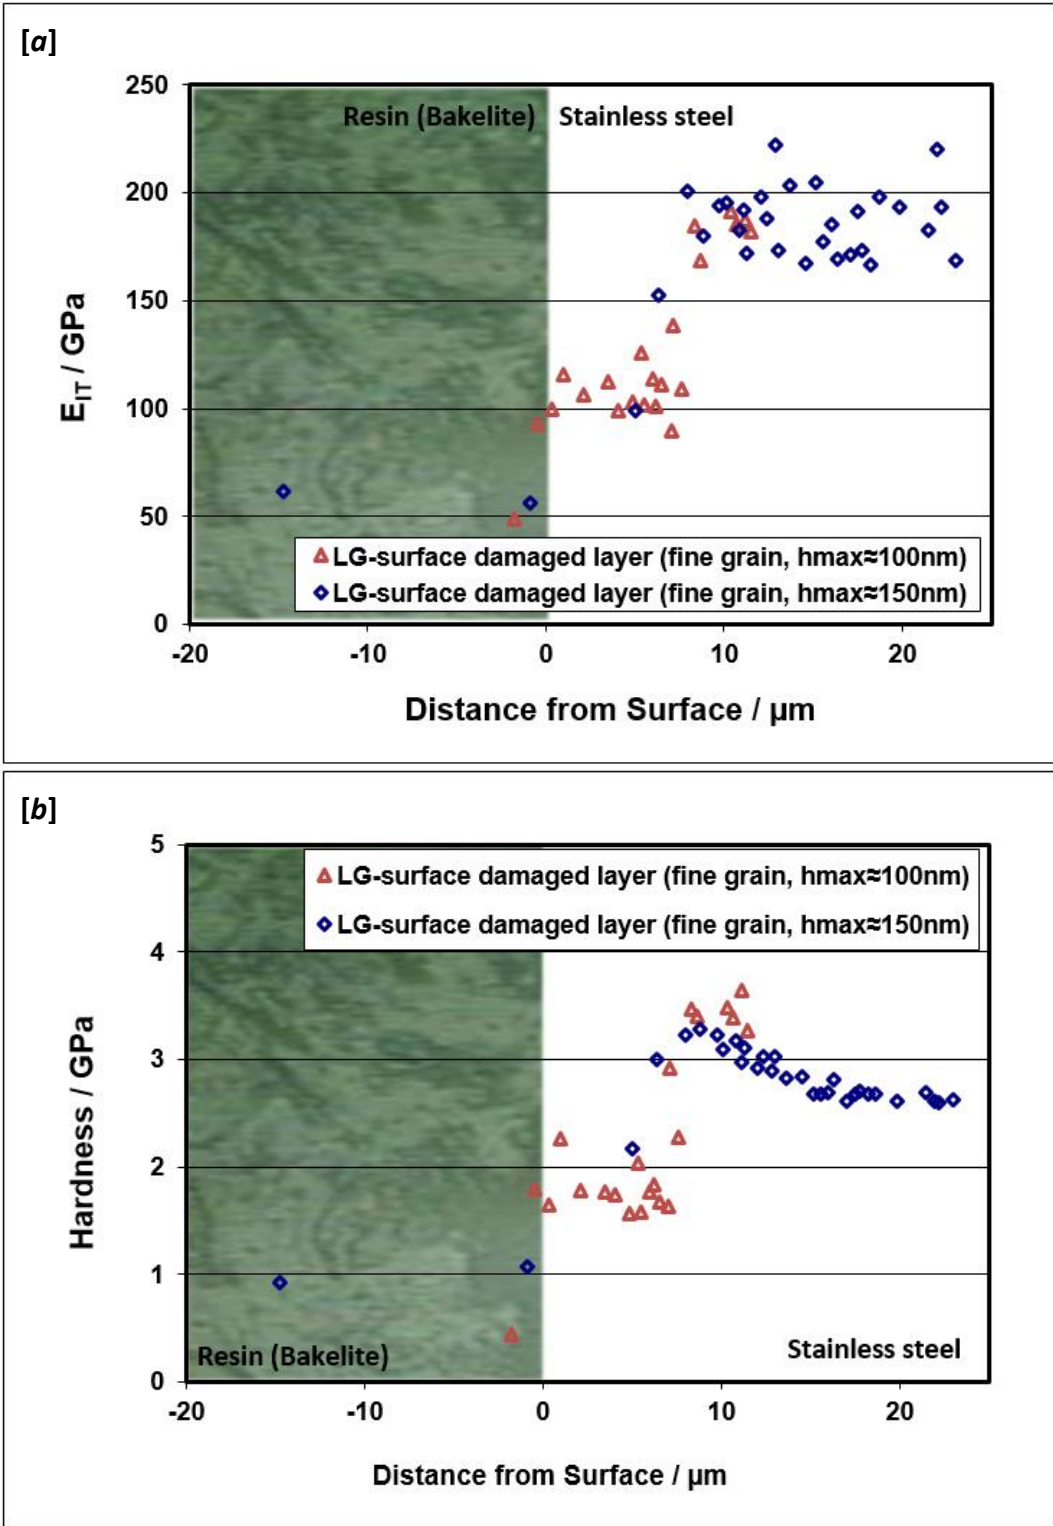 [a]
250
Resin (Bakelite) Stainless steel
200
150
100
50
0
E_IT / GPa
LG-surface damaged layer (fine grain, hmax≈100nm)
LG-surface damaged layer (fine grain, hmax≈150nm)
-20 -10 0 10 20
Distance from Surface / µm
[b]
5
4
3
2
1
0
Hardness / GPa
LG-surface damaged layer (fine grain, hmax≈100nm)
LG-surface damaged layer (fine grain, hmax≈150nm)
Resin (Bakelite) Stainless steel
-20 -10 0 10 20
Distance from Surface / µm